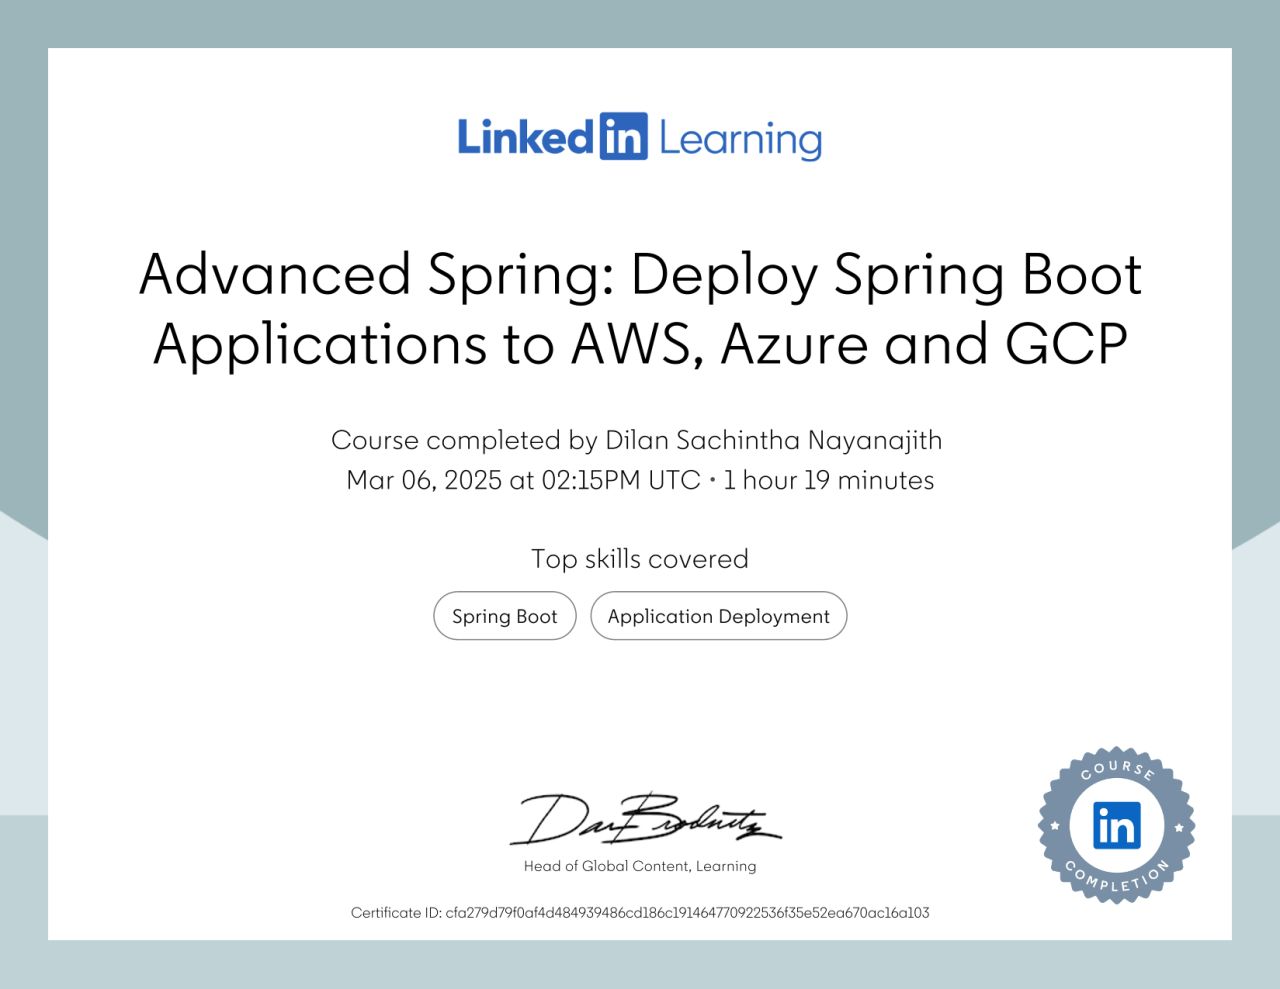 Linked in Learning
Advanced Spring: Deploy Spring Boot
Applications to AWS, Azure and GCP
Course completed by Dilan Sachintha Nayanajith
Mar 06, 2025 at 02:15PM UTC • 1 hour 19 minutes
Top skills covered
Spring Boot
Application Deployment
Dan Brodnitz
Head of Global Content, Learning
COURSE
in
COMPLETION
Certificate ID: cfa279d79f0af4d484939486cd186c191464770922536f35e52ea670ac16a103